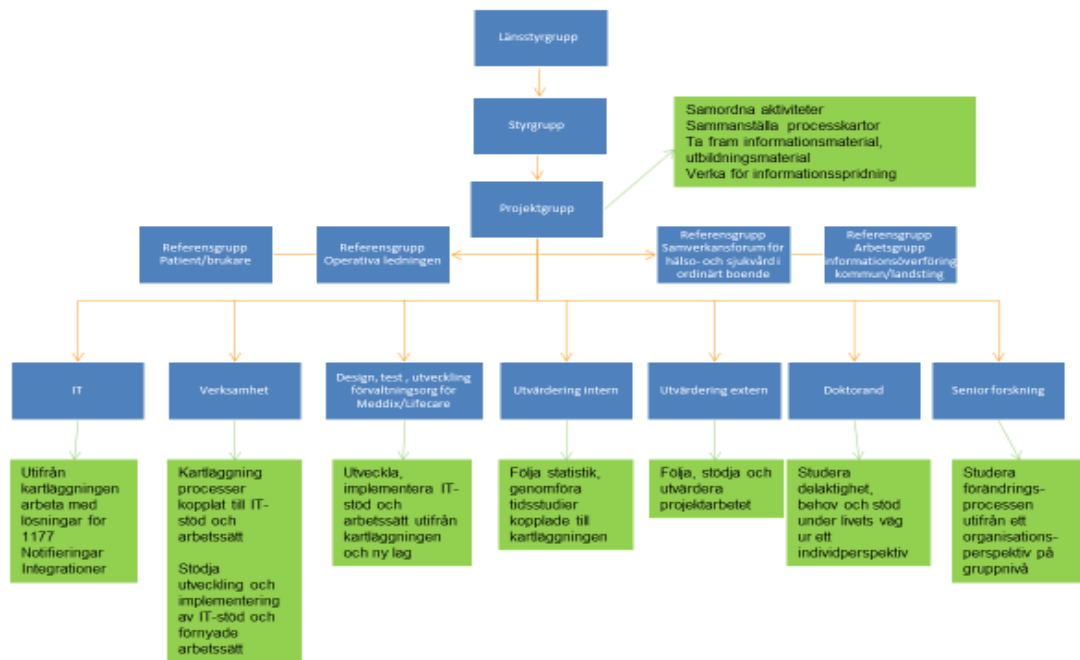 Länsstyrgrupp
Styrgrupp
Samordna aktiviteter
Sammanställa processkartor
Ta fram informationsmaterial,
utbildningsmaterial
Verka för informationsspridning
Projektgrupp
Referensgrupp
Patient/brukare
Referensgrupp
Operativa ledningen
Referensgrupp
Samverkansforum för
hälso- och sjukvård i
ordinärt boende
Referensgrupp
Arbetsgrupp
informationsöverföring
kommun/landsting
IT
Verksamhet
Design, test , utveckling
förvaltningsorg för
Meddix/Lifecare
Utvärdering intern
Utvärdering extern
Doktorand
Senior forskning
Utifrån
kartläggningen
arbeta med
lösningar för
1177
Notifieringar
Integrationer
Kartläggning
processer
kopplat till IT-
stöd och
arbetssätt
Stödja
utveckling och
implementering
av IT-stöd och
förnyade
arbetssätt
Utveckla,
implementera IT-
stöd och
arbetssätt utifrån
kartläggningen
och ny lag
Följa statistik,
genomföra
tidsstudier
kopplade till
kartläggningen
Följa, stödja och
utvärdera
projektarbetet
Studera
delaktighet,
behov och stöd
under livets väg
ur ett
individperspektiv
Studera
förändrings-
processen
utifrån ett
organisations-
perspektiv på
gruppnivå